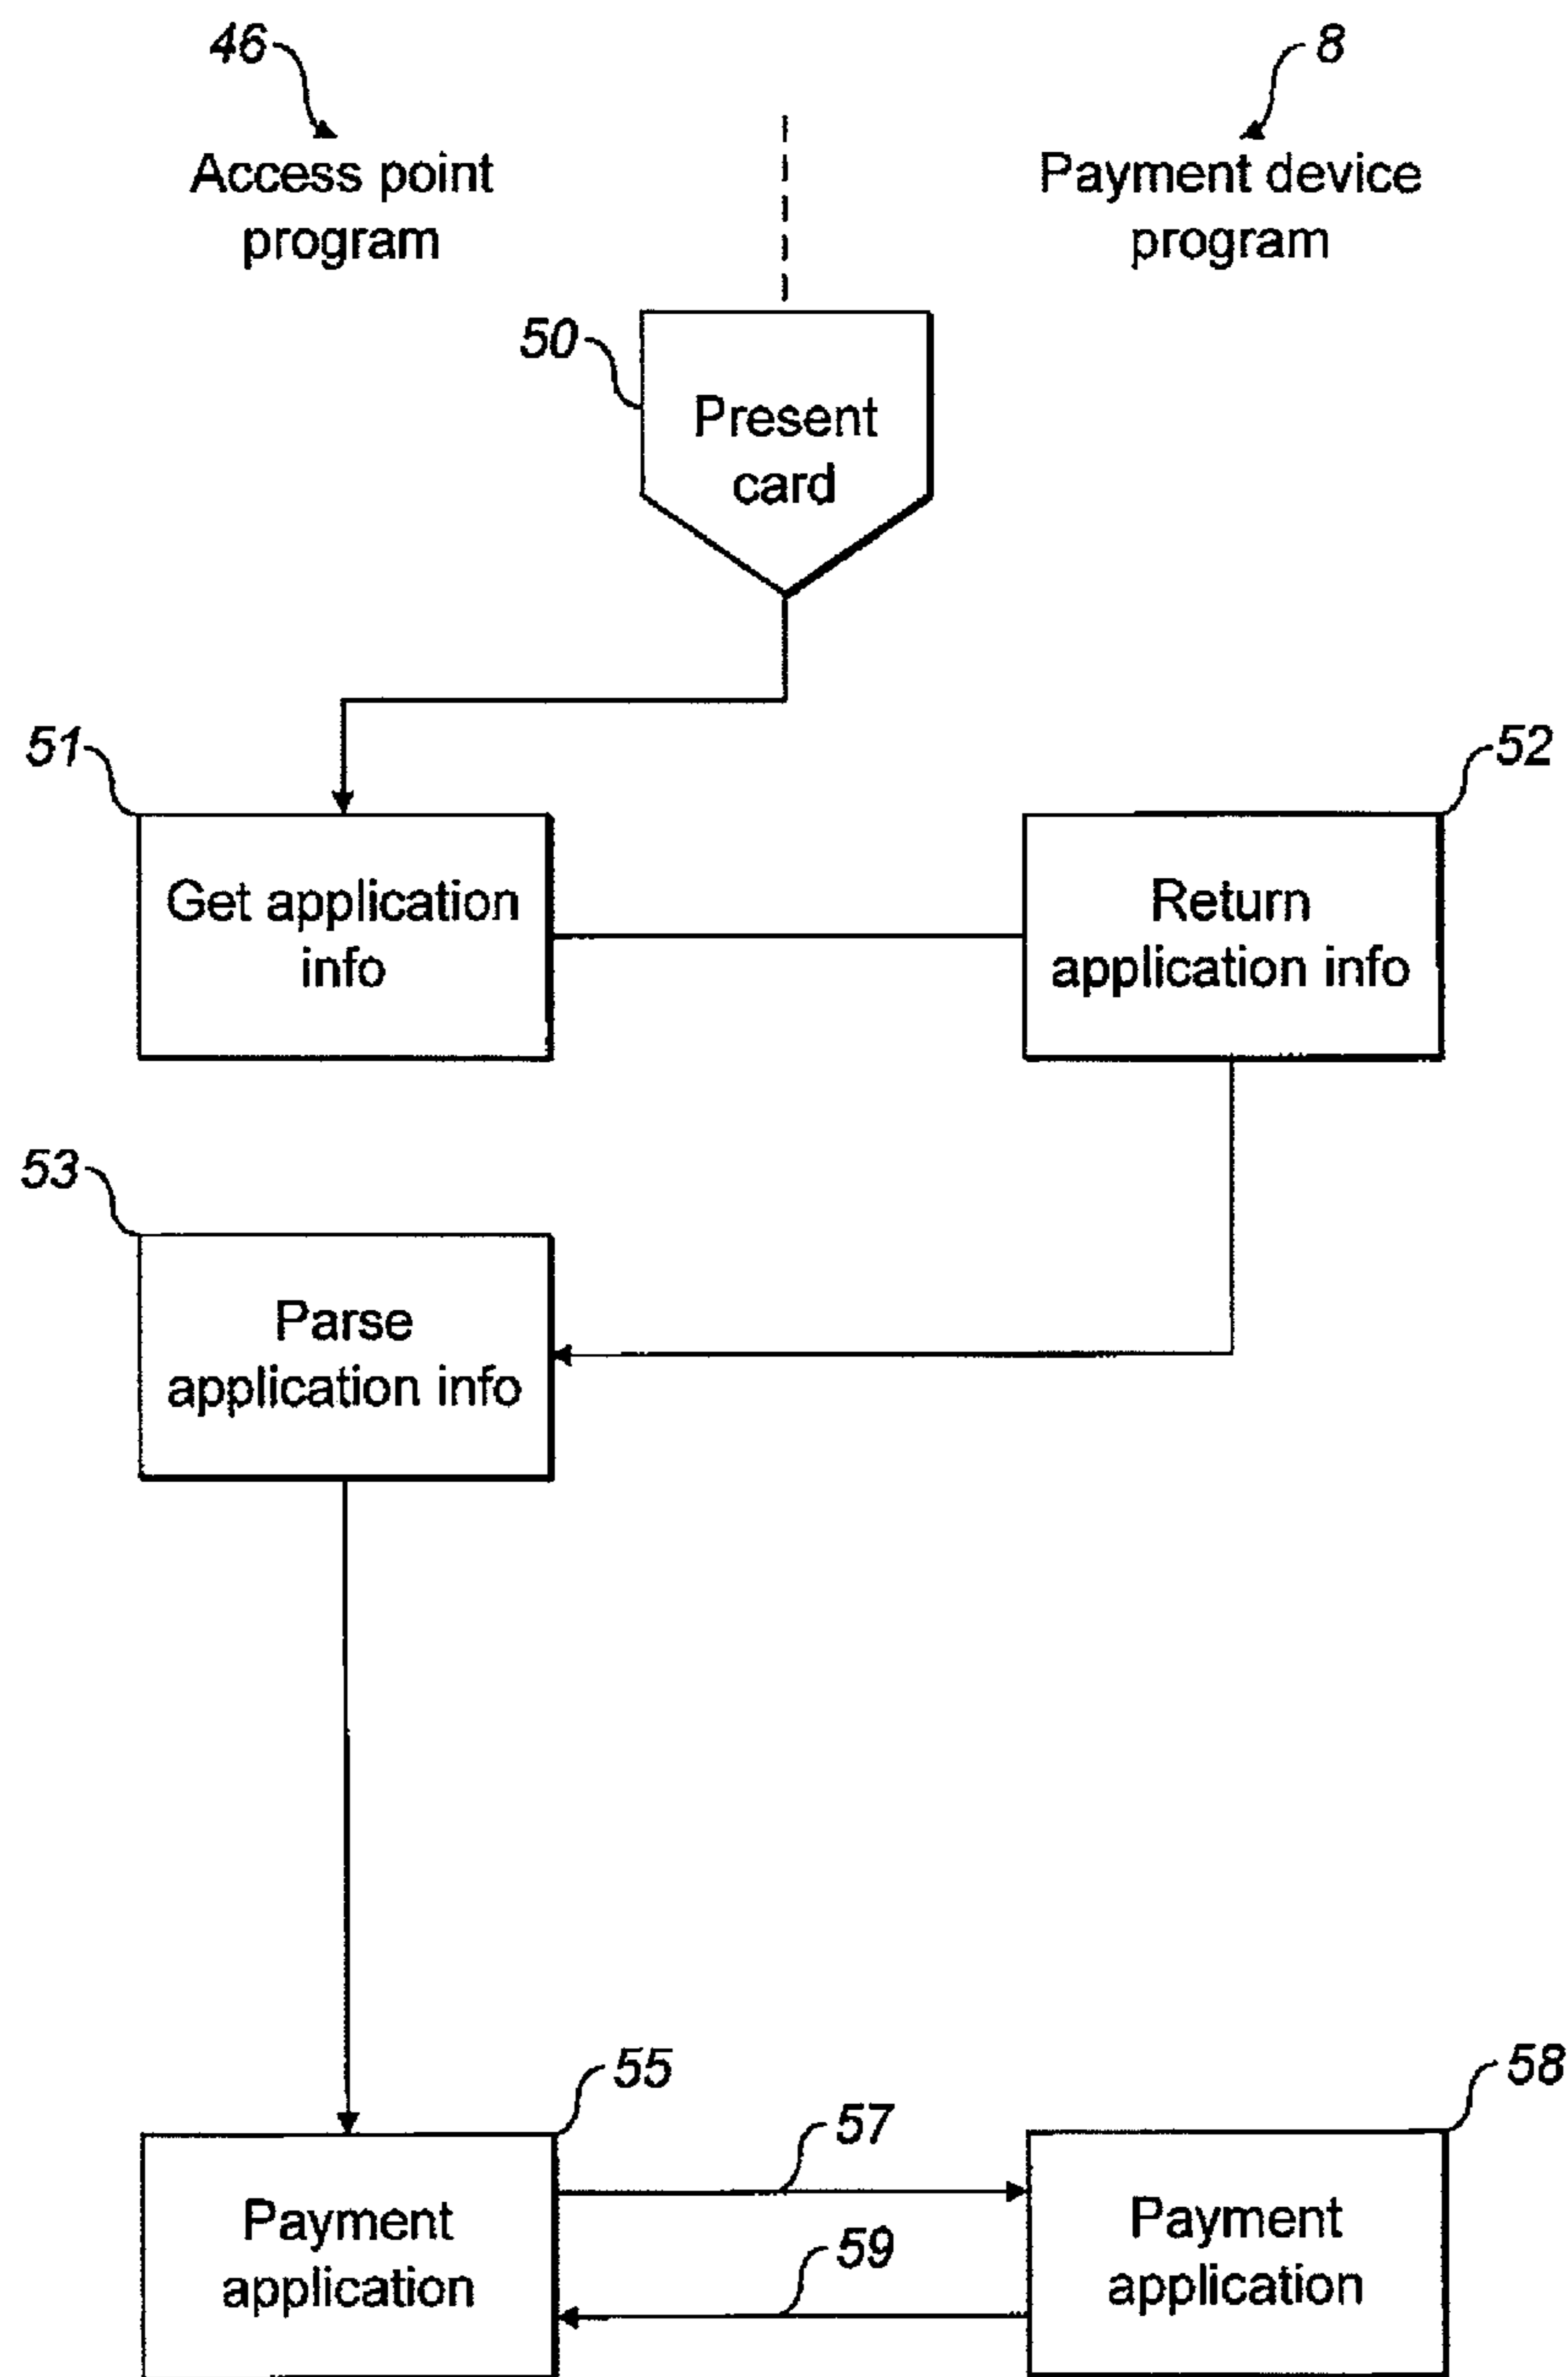 46
8
Access point
program
Payment device
program
50
Present
card
51
52
Get application
info
Return
application info
53
Parse
application info
55
58
57
Payment
application
Payment
application
59